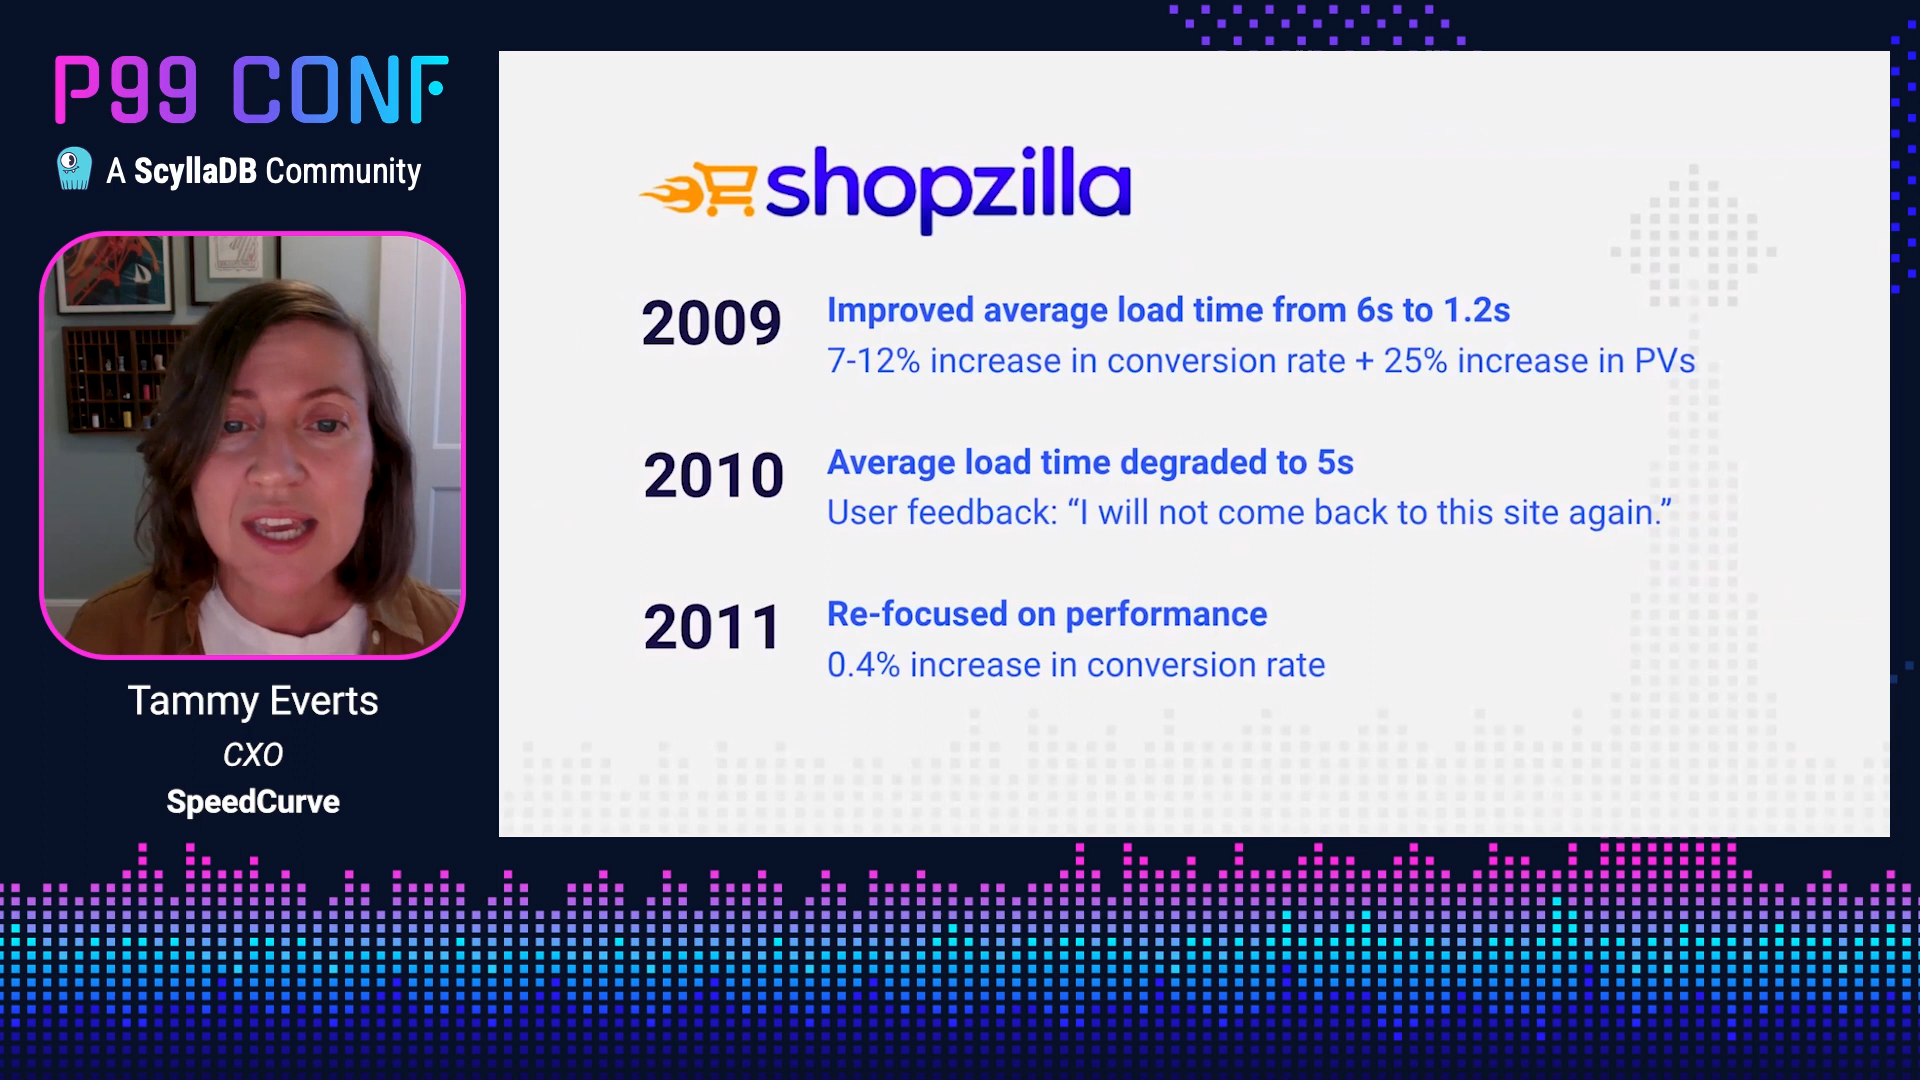 P99 CONF
A ScyllaDB Community
Tammy Everts
CXO
SpeedCurve
shopzilla
2009
Improved average load time from 6s to 1.2s
7-12% increase in conversion rate + 25% increase in PVs
2010
Average load time degraded to 5s
User feedback: “I will not come back to this site again.”
2011
Re-focused on performance
0.4% increase in conversion rate